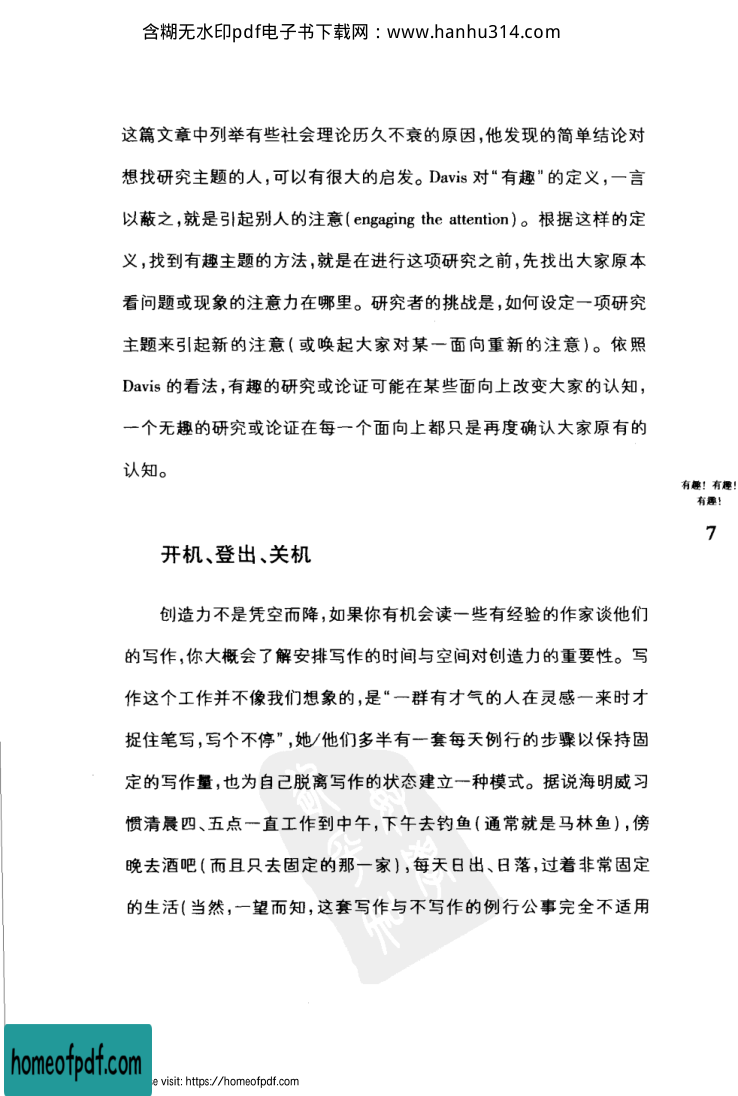 含糊无水印pdf电子书下载网：www.hanhu314.com
这篇文章中列举有些社会理论历久不衰的原因,他发现的简单结论对
想找研究主题的人,可以有很大的启发。Davis 对“有趣”的定义,一言
以蔽之,就是引起别人的注意(engaging the attention)。根据这样的定
义,找到有趣主题的方法,就是在进行这项研究之前,先找出大家原本
看问题或现象的注意力在哪里。研究者的挑战是,如何设定一项研究
主题来引起新的注意(或唤起大家对某一面向重新的注意)。依照
Davis 的看法,有趣的研究或论证可能在某些面向上改变大家的认知,
一个无趣的研究或论证在每一个面向上都只是再度确认大家原有的
认知。
有趣! 有趣!
有趣!
7
开机、登出、关机
创造力不是凭空而降,如果你有机会读一些有经验的作家谈他们
的写作,你大概会了解安排写作的时间与空间对创造力的重要性。写
作这个工作并不像我们想象的,是“一群有才气的人在灵感一来时才
捉住笔写,写个不停”,她/他们多半有一套每天例行的步骤以保持固
定的写作量,也为自己脱离写作的状态建立一种模式。据说海明威习
惯清晨四、五点一直工作到中午,下午去钓鱼(通常就是马林鱼),傍
晚去酒吧(而且只去固定的那一家),每天日出、日落,过着非常固定
的生活(当然,一望而知,这套写作与不写作的例行公事完全不适用
homeofpdf.com
e visit: https://homeofpdf.com